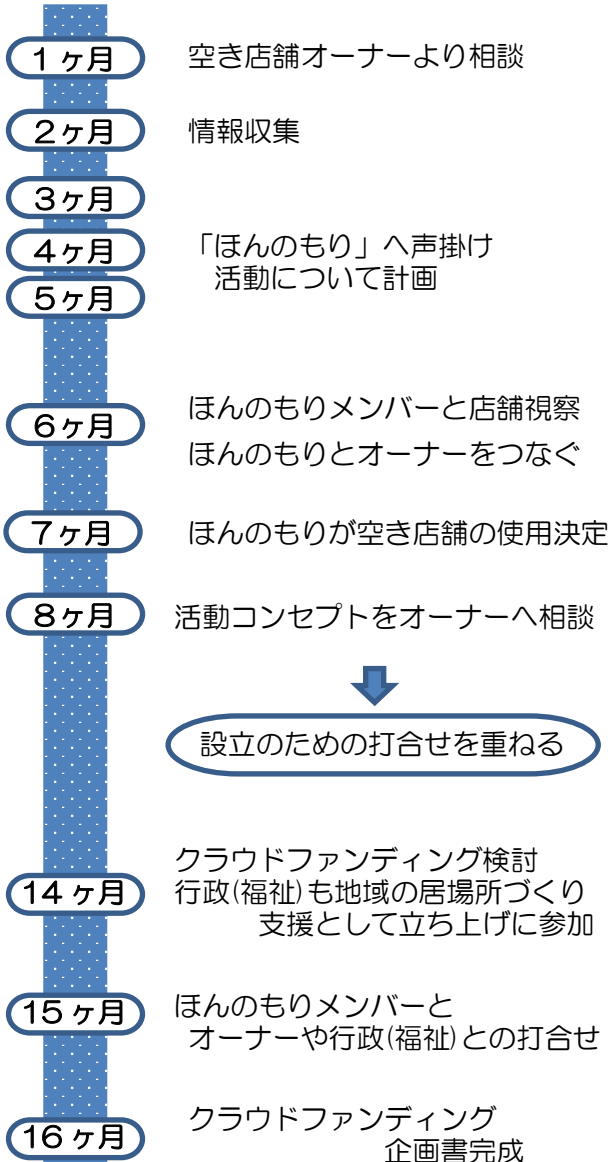 1ヶ月 空き店舗オーナーより相談
2ヶ月 情報収集
3ヶ月
4ヶ月 「ほんのもり」へ声掛け
活動について計画
5ヶ月
ほんのもりメンバーと店舗視察
6ヶ月
ほんのもりとオーナーをつなぐ
7ヶ月 ほんのもりが空き店舗の使用決定
8ヶ月 活動コンセプトをオーナーへ相談
設立のための打合せを重ねる
クラウドファンディング検討
14ヶ月 行政(福祉)も地域の居場所づくり
支援として立ち上げに参加
15ヶ月 ほんのもりメンバーと
オーナーや行政(福祉)との打合せ
クラウドファンディング
16ヶ月 企画書完成